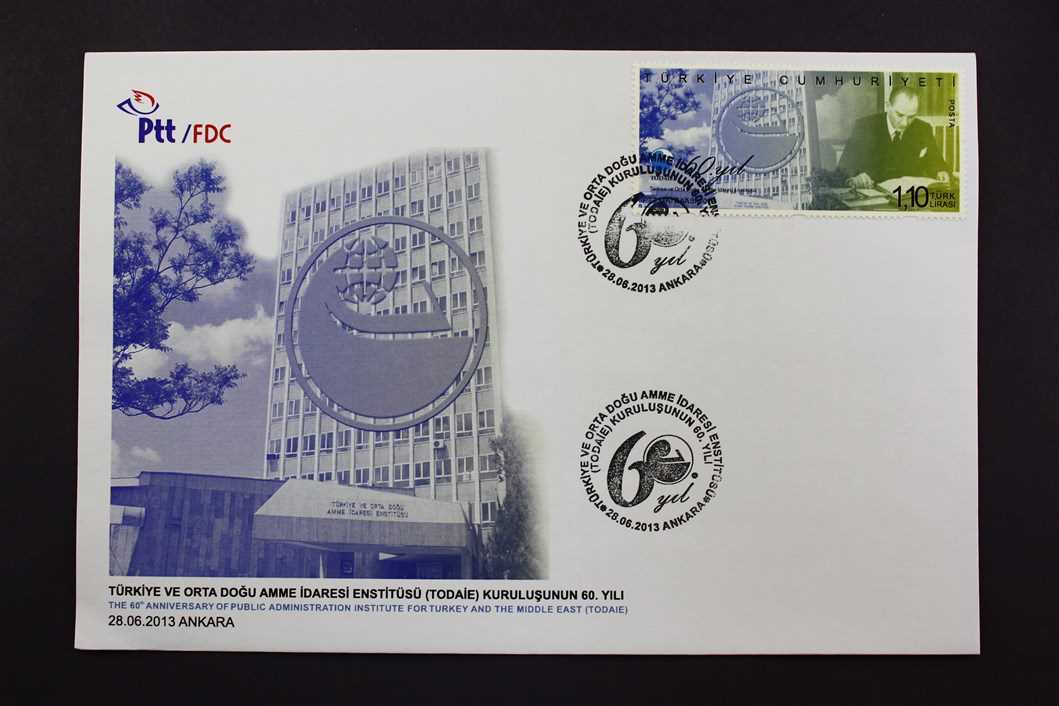 Ptt /FDC
TÜRKİYE CUMHURİYETİ
POSTA
60.yıl
1,10 TÜRK
LİRASI
TÜRKİYE VE ORTA DOĞU AMME İDARESİ ENSTİTÜSÜ
(TODAİE) KURULUŞUNUN 60. YILI
60 yıl
28.06.2013 ANKARA
TÜRKİYE VE ORTA DOĞU
AMME İDARESİ ENSTİTÜSÜ
TÜRKİYE VE ORTA DOĞU AMME İDARESİ ENSTİTÜSÜ
(TODAİE) KURULUŞUNUN 60. YILI
60 yıl
28.06.2013 ANKARA
TÜRKİYE VE ORTA DOĞU AMME İDARESİ ENSTİTÜSÜ (TODAİE) KURULUŞUNUN 60. YILI
THE 60th ANNIVERSARY OF PUBLIC ADMINISTRATION INSTITUTE FOR TURKEY AND THE MIDDLE EAST (TODAIE)
28.06.2013 ANKARA